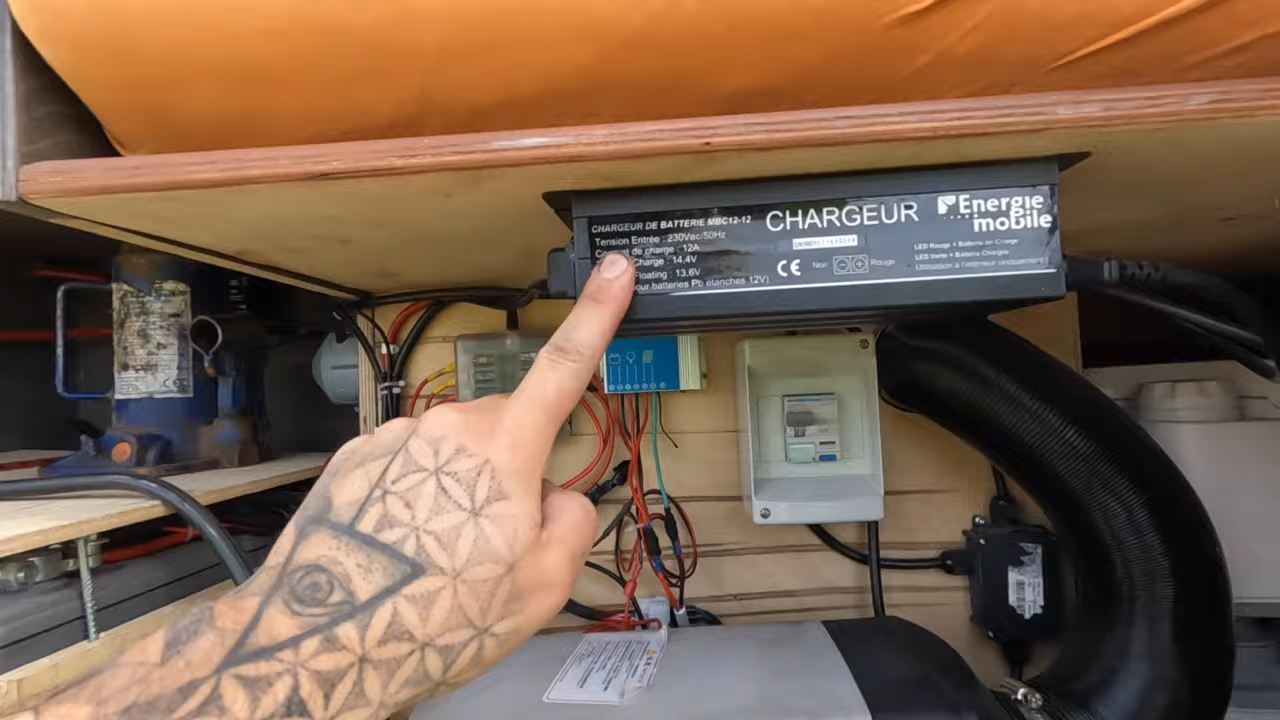 CHARGEUR DE BATTERIE MBC12-12
Tension Entrée : 230Vac/50Hz
de charge : 12A
Charge : 14,4V
Floating : 13,6V
our batteries Pb étanches 12V)
CHARGEUR
CE
Noir
Rouge
Energie
mobile
LED Rouge = Batterie en Charge
LED Verte = Batterie Chargée
Utilisation à l'intérieur uniquement